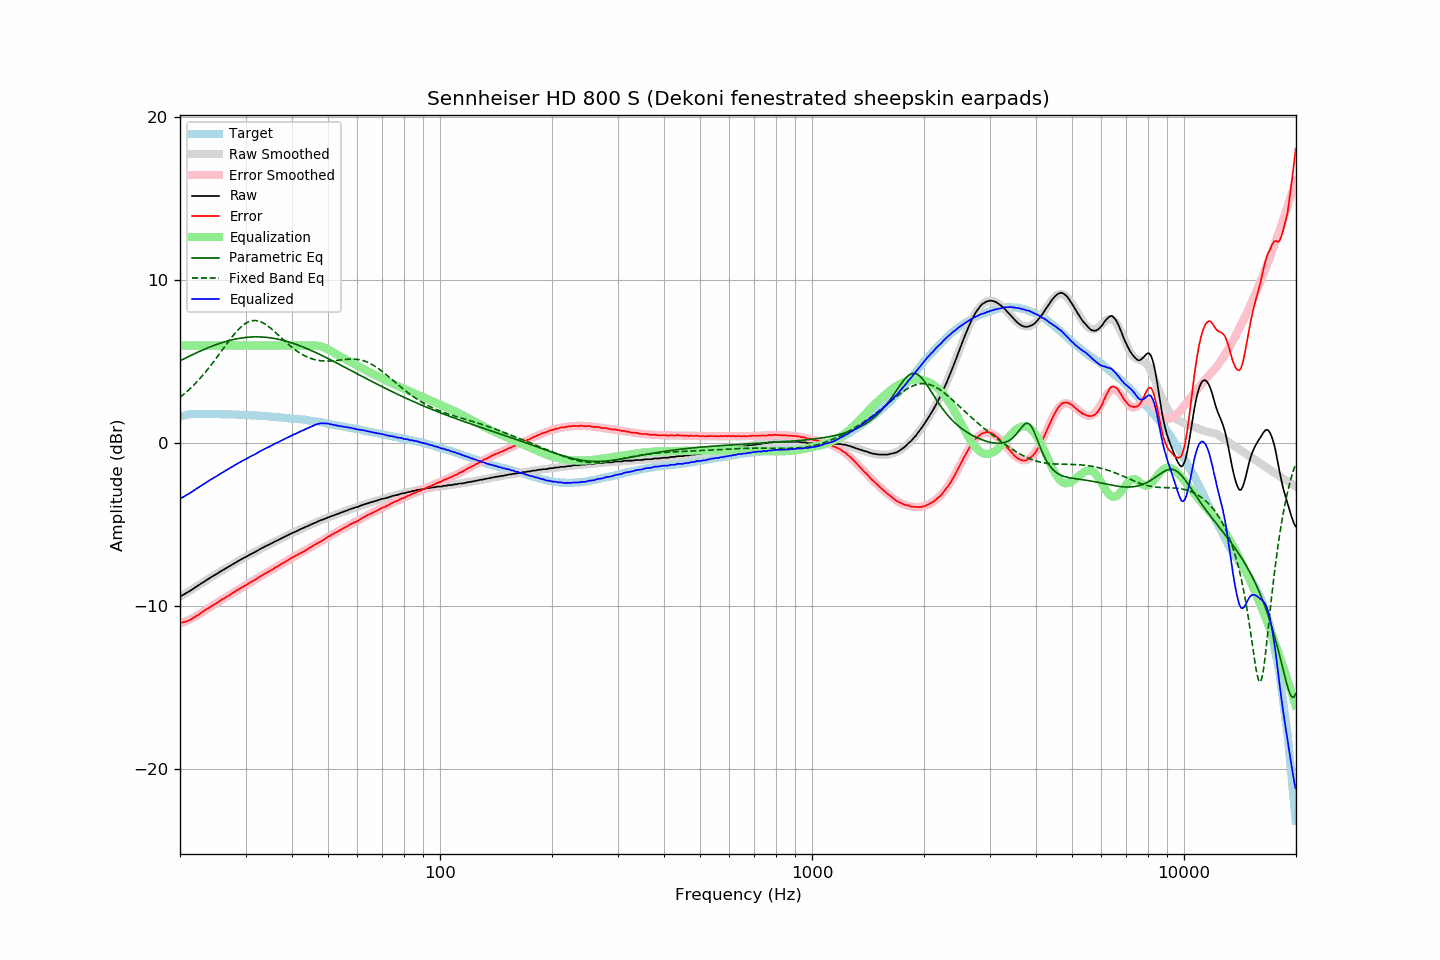 Sennheiser HD 800 S (Dekoni fenestrated sheepskin earpads)
20
10
0
−10
−20
Amplitude (dBr)
Target
Raw Smoothed
Error Smoothed
Raw
Error
Equalization
Parametric Eq
Fixed Band Eq
Equalized
100
1000
10000
Frequency (Hz)